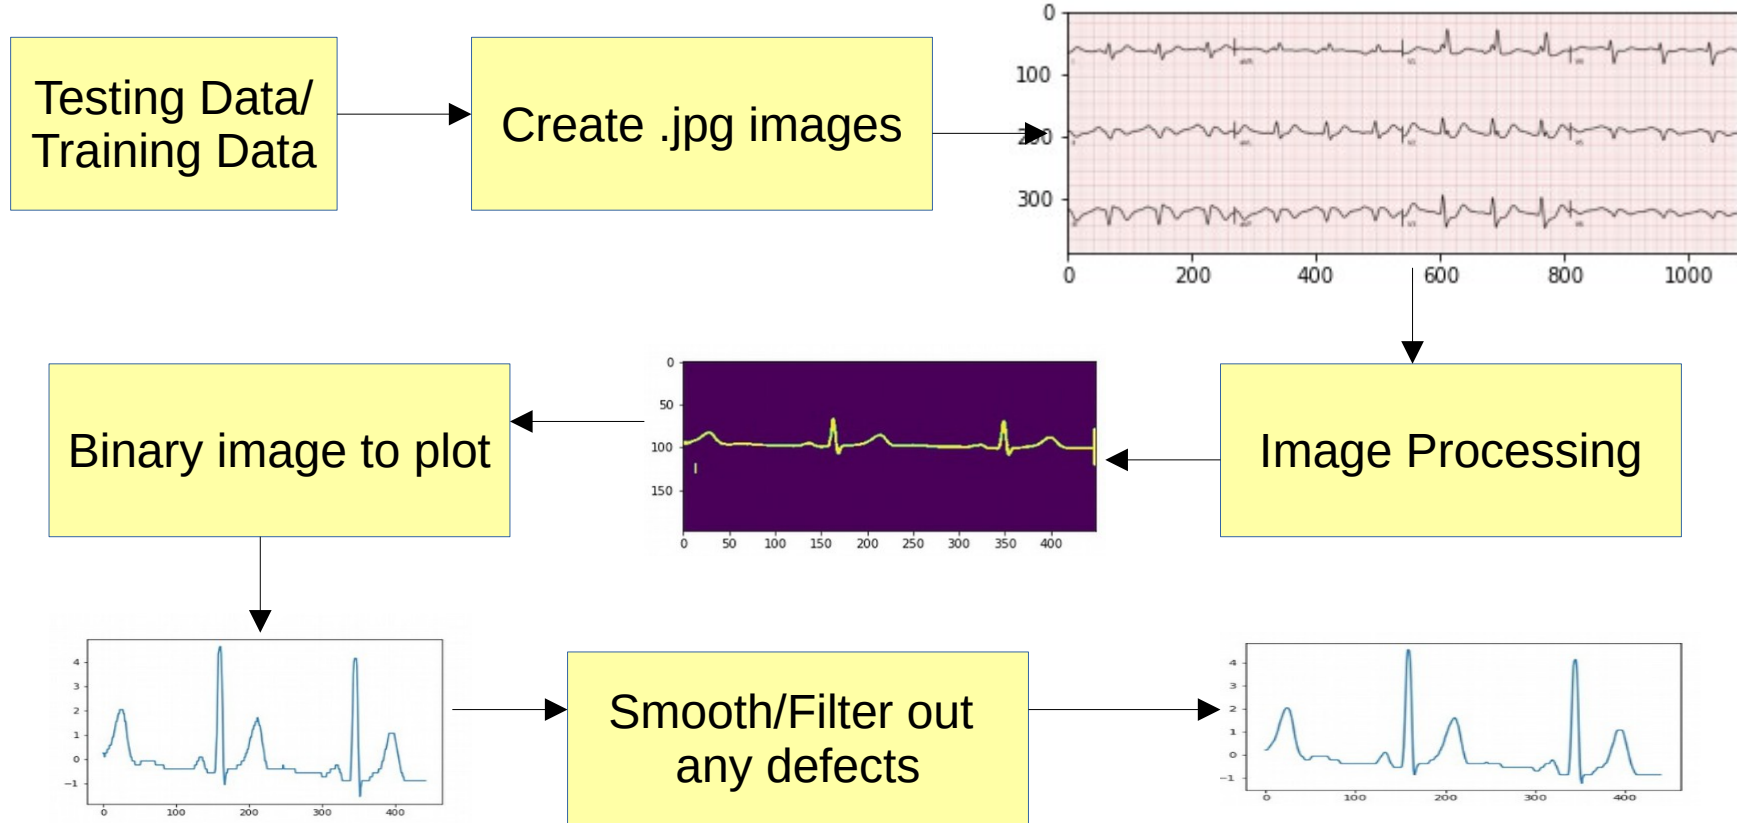 Testing Data/
Training Data
Create .jpg images
0
100
200
300
0 200 400 600 800 1000
Binary image to plot
0
50
100
150
0 50 100 150 200 250 300 350 400
Image Processing
4
3
2
1
0
−1
0 100 200 300 400
Smooth/Filter out
any defects
4
3
2
1
0
−1
0 100 200 300 400